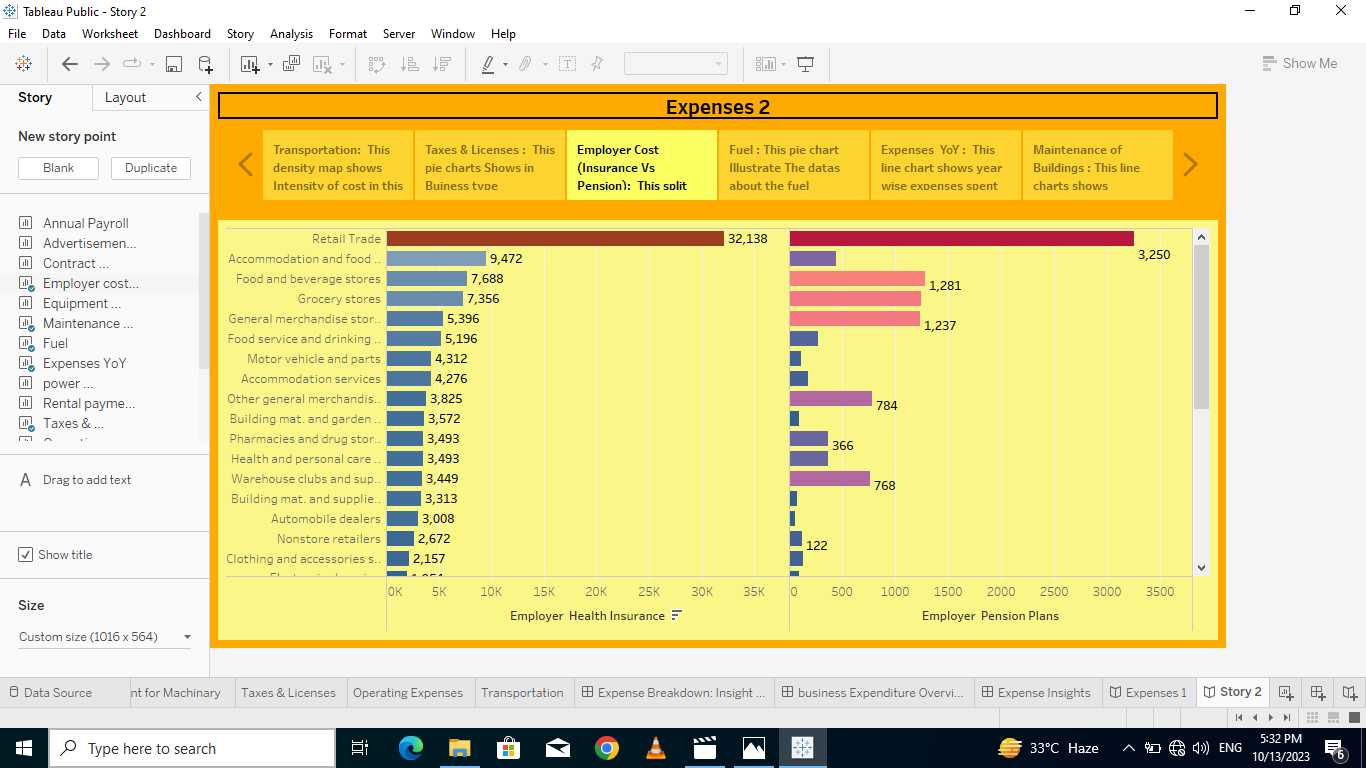 Tableau Public - Story 2
File Data Worksheet Dashboard Story Analysis Format Server Window Help
Show Me
Story Layout
New story point
Blank Duplicate
Annual Payroll
Advertisemen...
Contract ...
Employer cost...
Equipment ...
Maintenance ...
Fuel
Expenses YoY
power ...
Rental payme...
Taxes & ...
A Drag to add text
Show title
Size
Custom size (1016 x 564)
Expenses 2
Transportation: This
density map shows
Intensity of cost in this
Taxes & Licenses : This
pie charts Shows in
Buiness type
Employer Cost
(Insurance Vs
Pension): This split
Fuel : This pie chart
Illustrate The datas
about the fuel
Expenses YoY : This
line chart shows year
wise expenses spent
Maintenance of
Buildings : This line
charts shows
Retail Trade 32,138 3,250
Accommodation and food .. 9,472
Food and beverage stores 7,688 1,281
Grocery stores 7,356
General merchandise stor.. 5,396 1,237
Food service and drinking .. 5,196
Motor vehicle and parts 4,312
Accommodation services 4,276
Other general merchandis.. 3,825 784
Building mat. and garden .. 3,572
Pharmacies and drug stor.. 3,493 366
Health and personal care .. 3,493
Warehouse clubs and sup.. 3,449 768
Building mat. and supplie.. 3,313
Automobile dealers 3,008
Nonstore retailers 2,672 122
Clothing and accessories s.. 2,157
0K 5K 10K 15K 20K 25K 30K 35K 0 500 1000 1500 2000 2500 3000 3500
Employer Health Insurance Employer Pension Plans
Data Source nt for Machinary Taxes & Licenses Operating Expenses Transportation Expense Breakdown: Insight ... business Expenditure Overvi... Expense Insights Expenses 1 Story 2
Type here to search
33°C Haze ENG
5:32 PM
10/13/2023
6